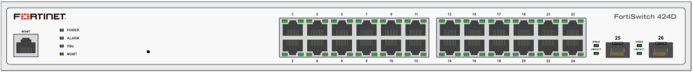 FORTINET
FortiSwitch 424D
MGMT
POWER
ALARM
POE
MGMT
1 3 5 7 9 11
13 15 17 19 21 23
25 26
2 4 6 8 10 12
14 16 18 20 22 24